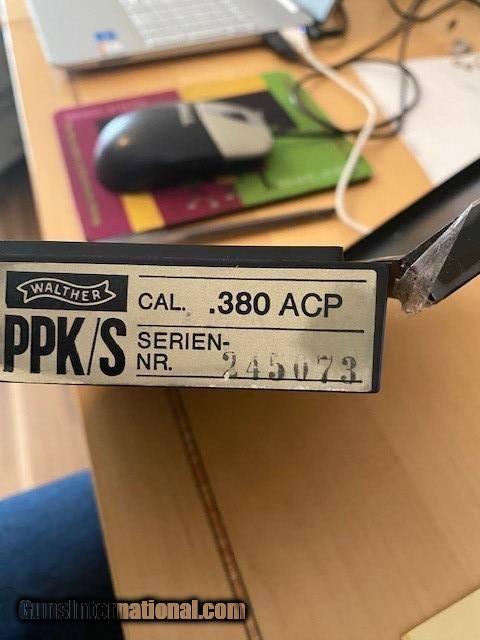 WALTHER
PPK/S
CAL. .380 ACP
SERIEN-
NR. 245073
GunsInternational.com